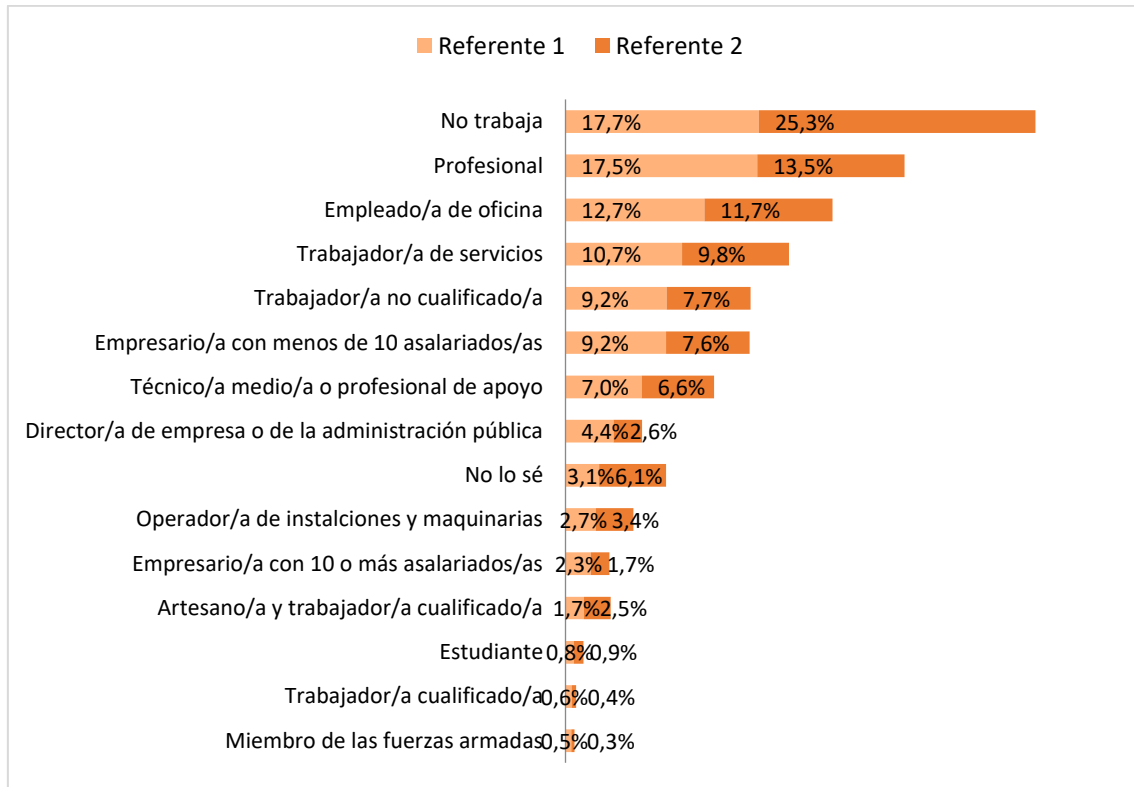 Referente 1 Referente 2
No trabaja 17,7% 25,3%
Profesional 17,5% 13,5%
Empleado/a de oficina 12,7% 11,7%
Trabajador/a de servicios 10,7% 9,8%
Trabajador/a no cualificado/a 9,2% 7,7%
Empresario/a con menos de 10 asalariados/as 9,2% 7,6%
Técnico/a medio/a o profesional de apoyo 7,0% 6,6%
Director/a de empresa o de la administración pública 4,4% 2,6%
No lo sé 3,1% 6,1%
Operador/a de instalciones y maquinarias 2,7% 3,4%
Empresario/a con 10 o más asalariados/as 2,3% 1,7%
Artesano/a y trabajador/a cualificado/a 1,7% 2,5%
Estudiante 0,8% 0,9%
Trabajador/a cualificado/a 0,6% 0,4%
Miembro de las fuerzas armadas 0,5% 0,3%